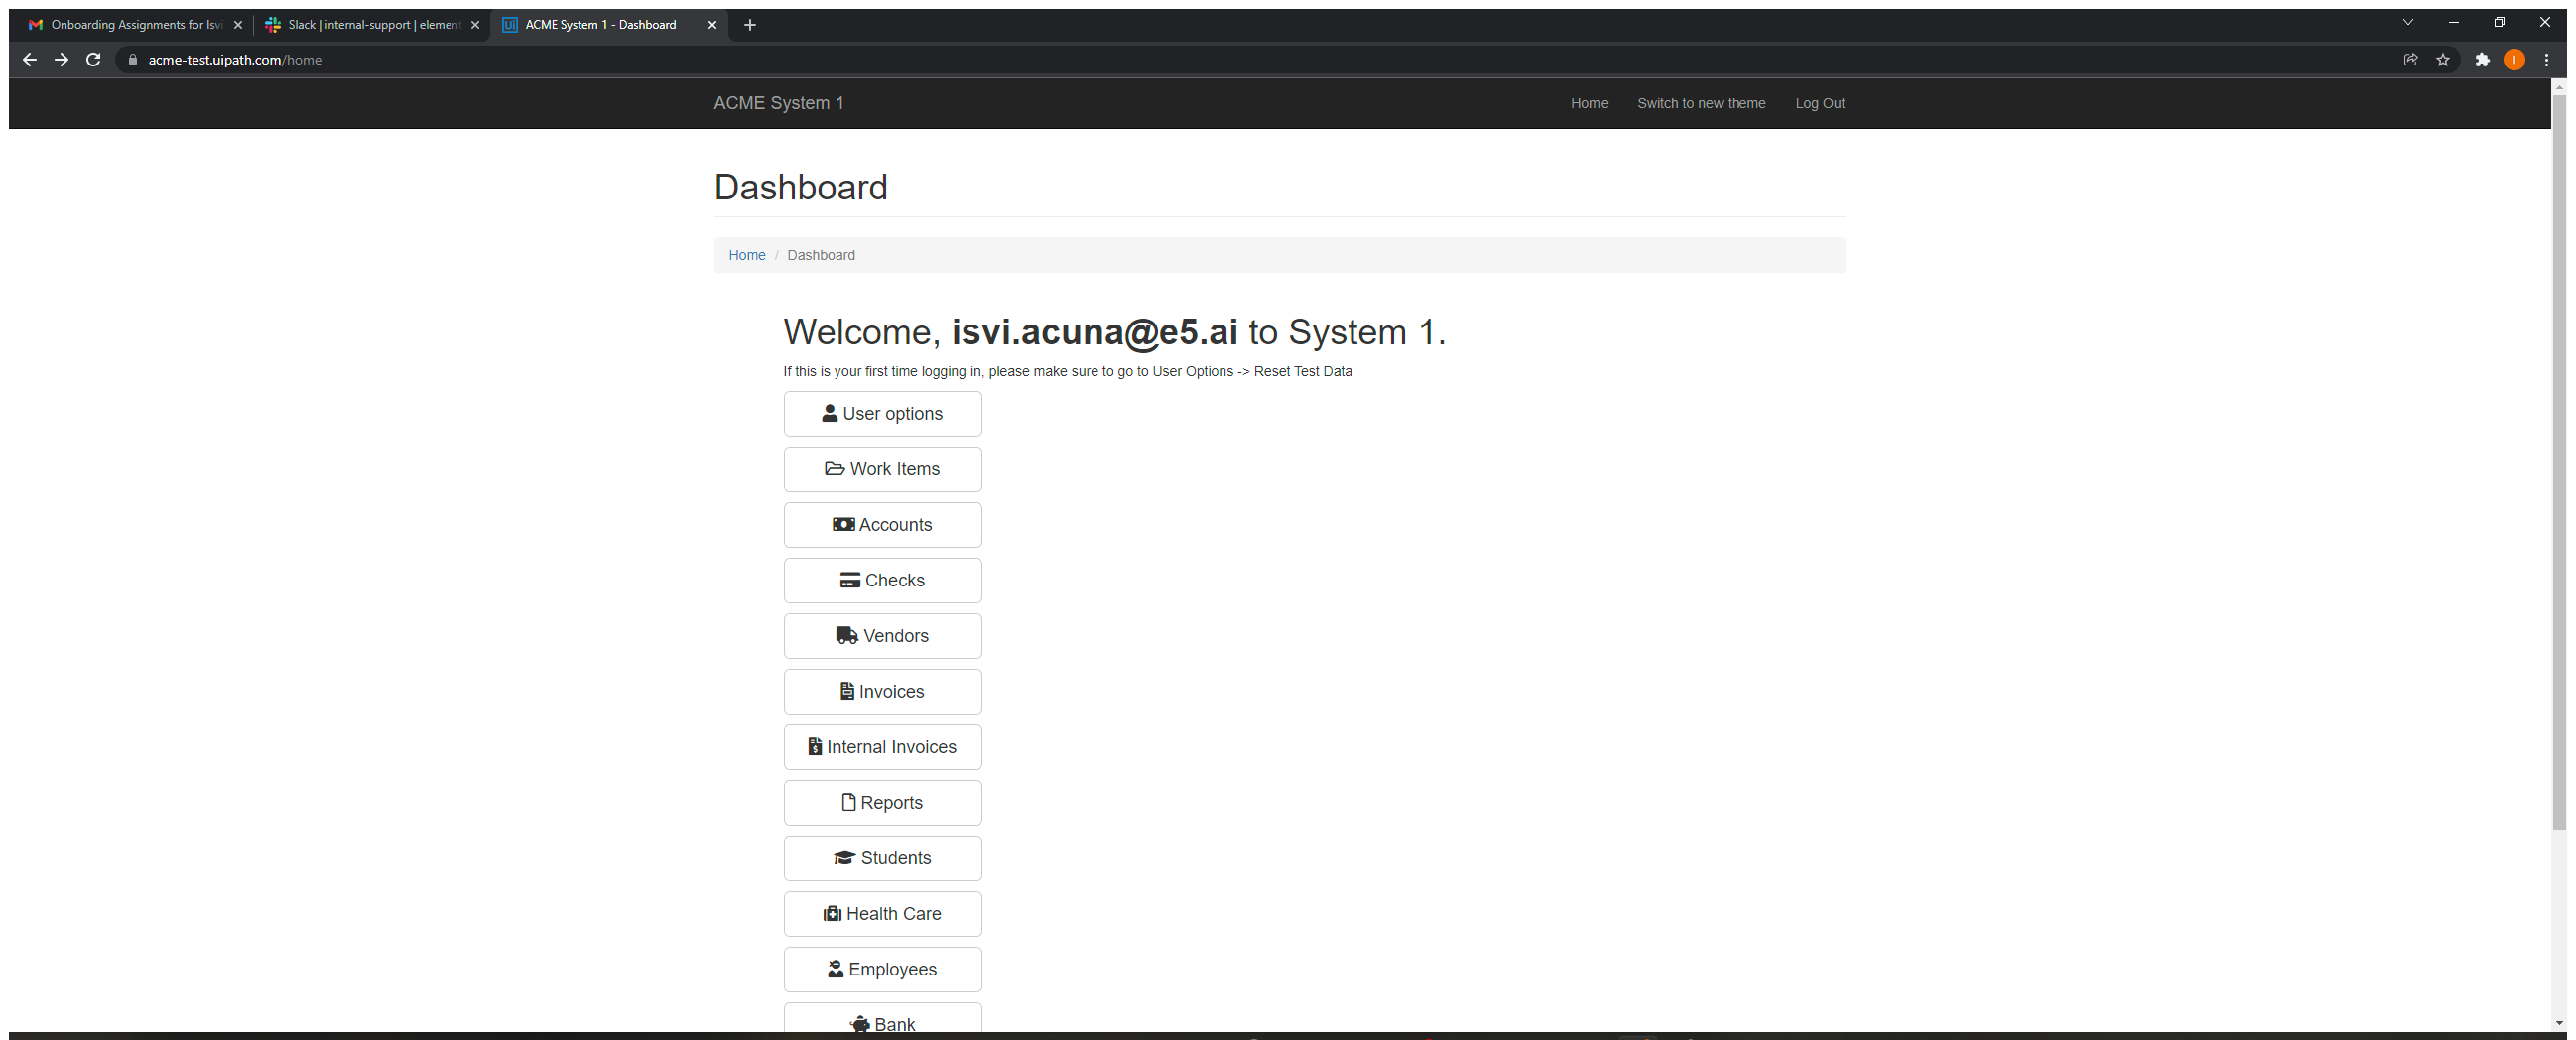 Onboarding Assignments for Isvi
Slack | internal-support | element
Ui ACME System 1 - Dashboard
acme-test.uipath.com/home
I
ACME System 1 Home Switch to new theme Log Out
Dashboard
Home / Dashboard
Welcome, isvi.acuna@e5.ai to System 1.
If this is your first time logging in, please make sure to go to User Options -> Reset Test Data
User options
Work Items
Accounts
Checks
Vendors
Invoices
Internal Invoices
Reports
Students
Health Care
Employees
Bank